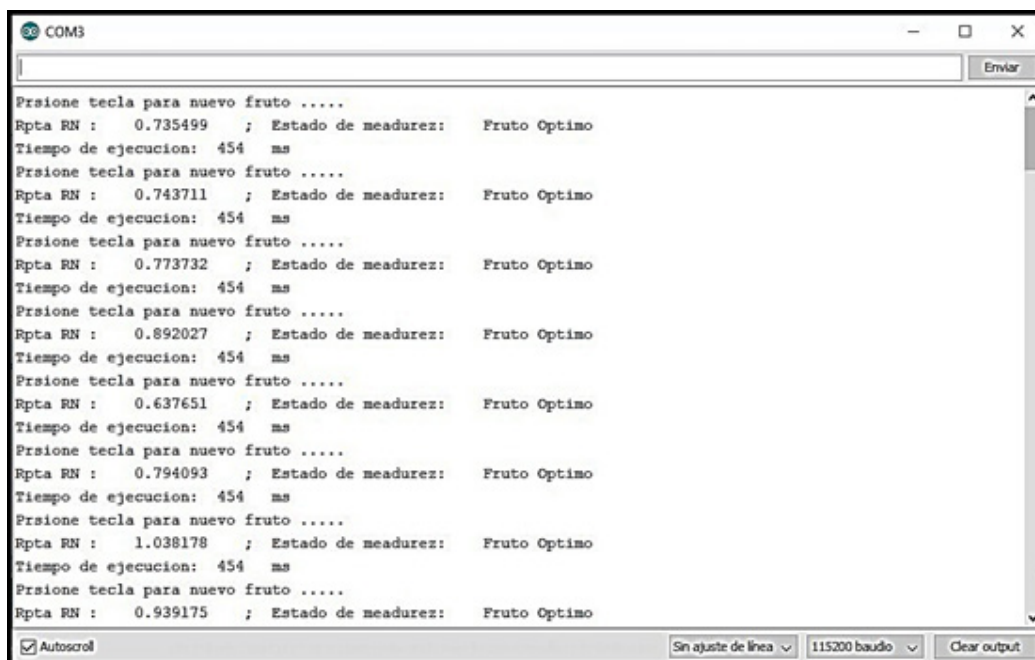 COM3
Enviar
Prsione tecla para nuevo fruto .....
Rpta RN : 0.735499 ; Estado de meadurez: Fruto Optimo
Tiempo de ejecucion: 454 ms
Prsione tecla para nuevo fruto .....
Rpta RN : 0.743711 ; Estado de meadurez: Fruto Optimo
Tiempo de ejecucion: 454 ms
Prsione tecla para nuevo fruto .....
Rpta RN : 0.773732 ; Estado de meadurez: Fruto Optimo
Tiempo de ejecucion: 454 ms
Prsione tecla para nuevo fruto .....
Rpta RN : 0.892027 ; Estado de meadurez: Fruto Optimo
Tiempo de ejecucion: 454 ms
Prsione tecla para nuevo fruto .....
Rpta RN : 0.637651 ; Estado de meadurez: Fruto Optimo
Tiempo de ejecucion: 454 ms
Prsione tecla para nuevo fruto .....
Rpta RN : 0.794093 ; Estado de meadurez: Fruto Optimo
Tiempo de ejecucion: 454 ms
Prsione tecla para nuevo fruto .....
Rpta RN : 1.038178 ; Estado de meadurez: Fruto Optimo
Tiempo de ejecucion: 454 ms
Prsione tecla para nuevo fruto .....
Rpta RN : 0.939175 ; Estado de meadurez: Fruto Optimo
Autoscroll Sin ajuste de línea 115200 baudio Clear output